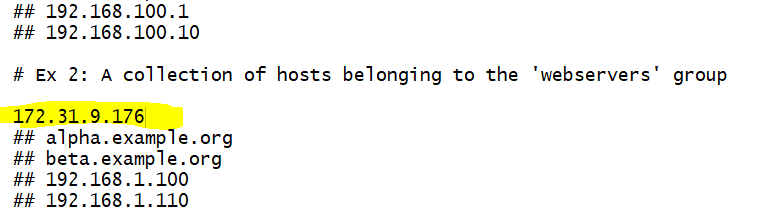 ## 192.168.100.1
## 192.168.100.10
# Ex 2: A collection of hosts belonging to the 'webservers' group
172.31.9.176
## alpha.example.org
## beta.example.org
## 192.168.1.100
## 192.168.1.110